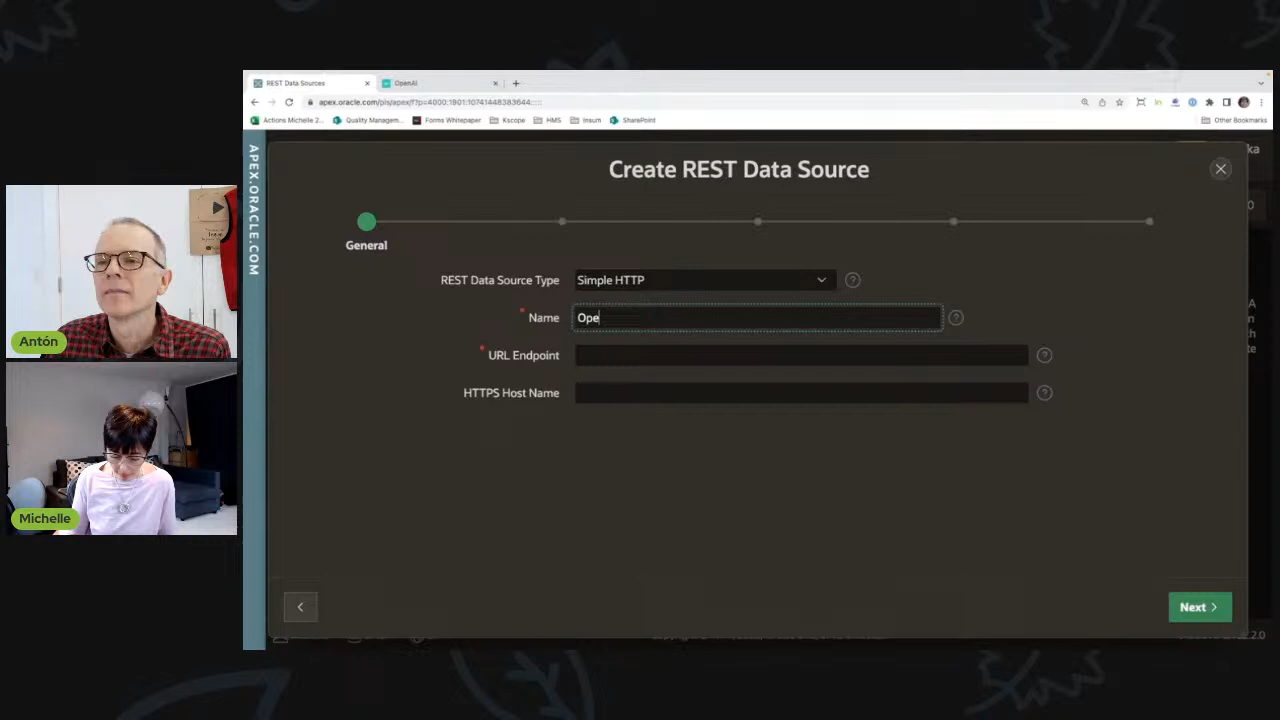 REST Data Sources
OpenAI
apex.oracle.com/pls/apex/f?p=4000:1901:10741448383644:::::
Actions Michelle 2...
Quality Managem...
Forms Whitepaper
Kscope
HMS
Insum
SharePoint
Other Bookmarks
APEX.ORACLE.COM
Create REST Data Source
General
REST Data Source Type
Simple HTTP
* Name
Ope
* URL Endpoint
HTTPS Host Name
Next
Antón
Michelle